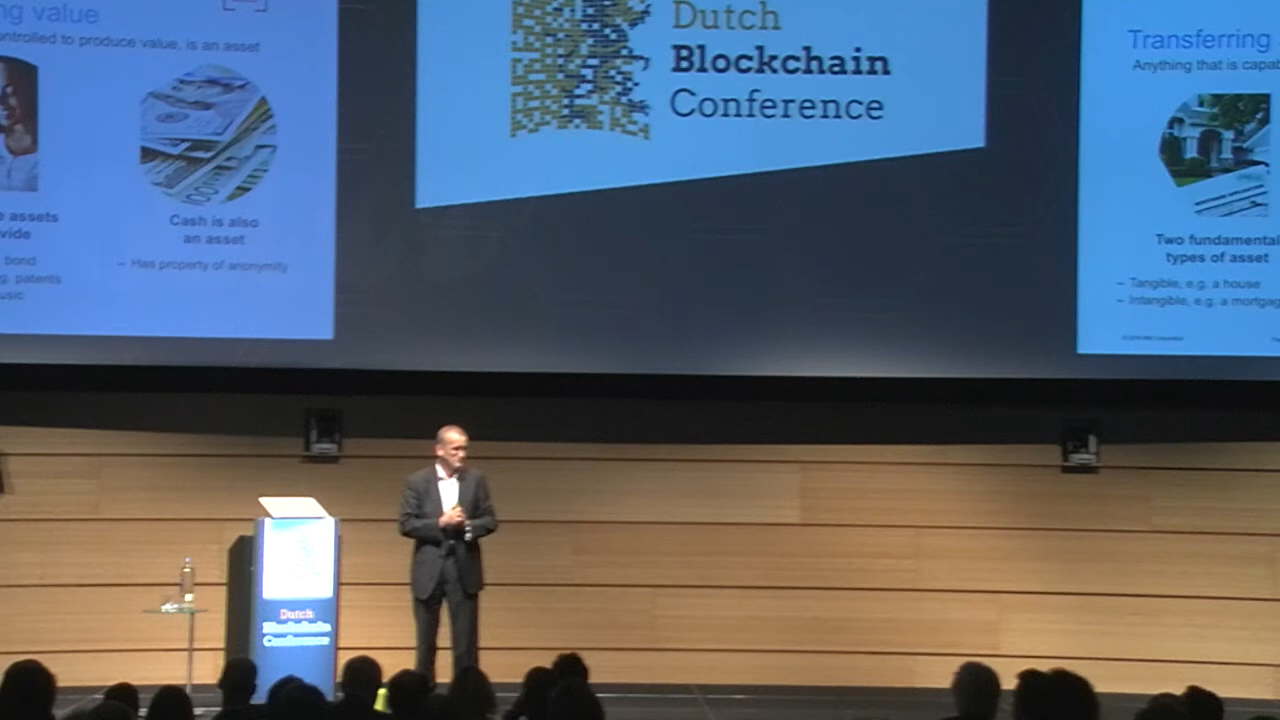 ng value
ontrolled to produce value, is an asset
e assets
vide
bond
g. patents
usic
Cash is also
an asset
– Has property of anonymity
Dutch
Blockchain
Conference
Transferring
Anything that is capab
Two fundamental
types of asset
– Tangible, e.g. a house
– Intangible, e.g. a mortgag
Dutch
Blockchain
Conference